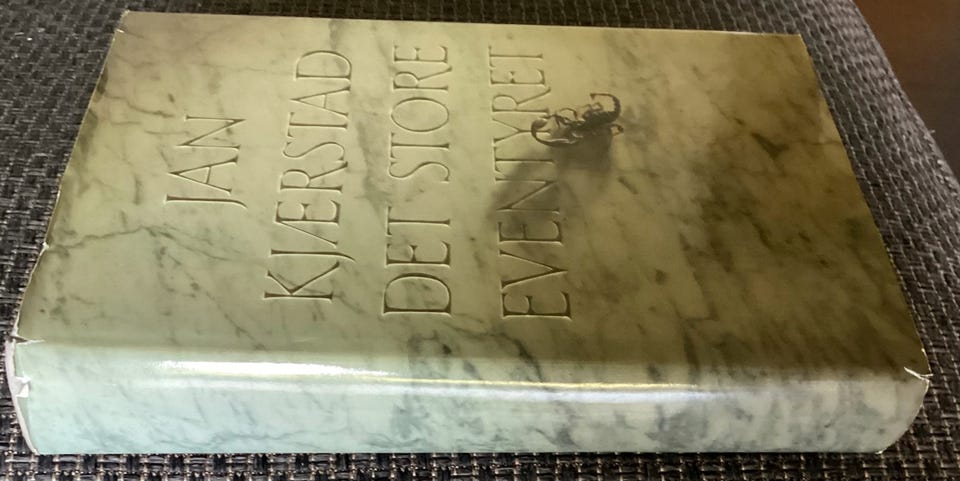 JAN
KJÆRSTAD
DET STORE
EVENTYRET